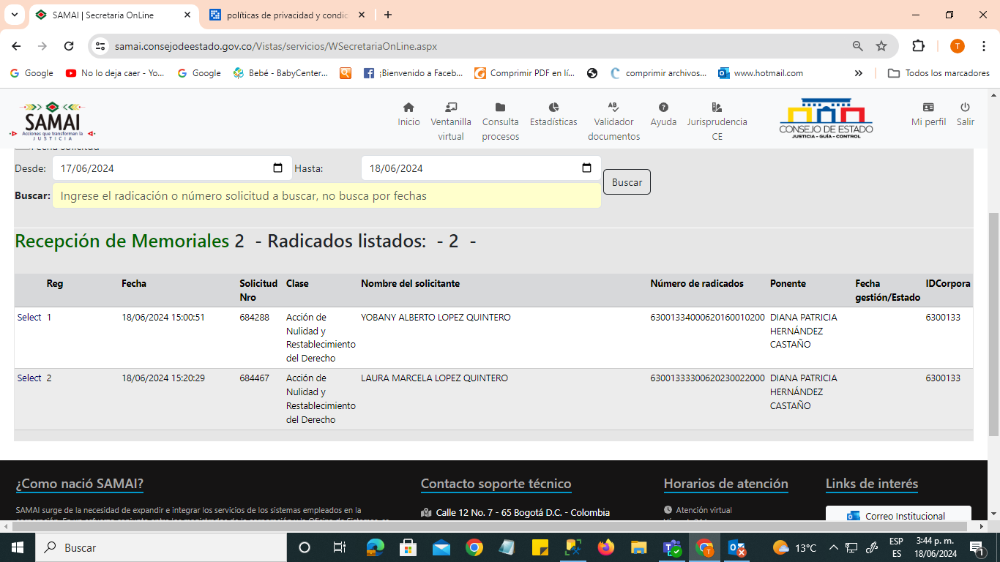 SAMAI | Secretaria OnLine
políticas de privacidad y condic
samai.consejodeestado.gov.co/Vistas/servicios/WSecretariaOnLine.aspx
T
Google
No lo deja caer - Yo...
Google
Bebé - BabyCenter...
¡Bienvenido a Faceb...
Comprimir PDF en lí...
comprimir archivos...
www.hotmail.com
Todos los marcadores
SAMAI
Acciones que transforman la
JUSTICIA
Inicio
Ventanilla
virtual
Consulta
procesos
Estadísticas
Validador
documentos
Ayuda
Jurisprudencia
CE
CONSEJO DE ESTADO
JUSTICIA - GUÍA - CONTROL
Mi perfil
Salir
Fecha solicitud
Desde: 17/06/2024 Hasta: 18/06/2024
Buscar
Buscar: Ingrese el radicación o número solicitud a buscar, no busca por fechas
Recepción de Memoriales 2 - Radicados listados: - 2 -
Reg Fecha Solicitud Nro Clase Nombre del solicitante Número de radicados Ponente Fecha gestión/Estado IDCorpora
Select 1 18/06/2024 15:00:51 684288 Acción de YOBANY ALBERTO LOPEZ QUINTERO 63001334000620160010200 DIANA PATRICIA 6300133
Nulidad y HERNÁNDEZ
Restablecimiento CASTAÑO
del Derecho
Select 2 18/06/2024 15:20:29 684467 Acción de LAURA MARCELA LOPEZ QUINTERO 63001333300620230022000 DIANA PATRICIA 6300133
Nulidad y HERNÁNDEZ
Restablecimiento CASTAÑO
del Derecho
¿Como nació SAMAI?
Contacto soporte técnico
Horarios de atención
Links de interés
SAMAI surge de la necesidad de expandir e integrar los servicios de los sistemas empleados en la
Calle 12 No. 7 - 65 Bogotá D.C. - Colombia
Atención virtual
Correo Institucional
Buscar
13°C
ESP
ES
3:44 p. m.
18/06/2024
1